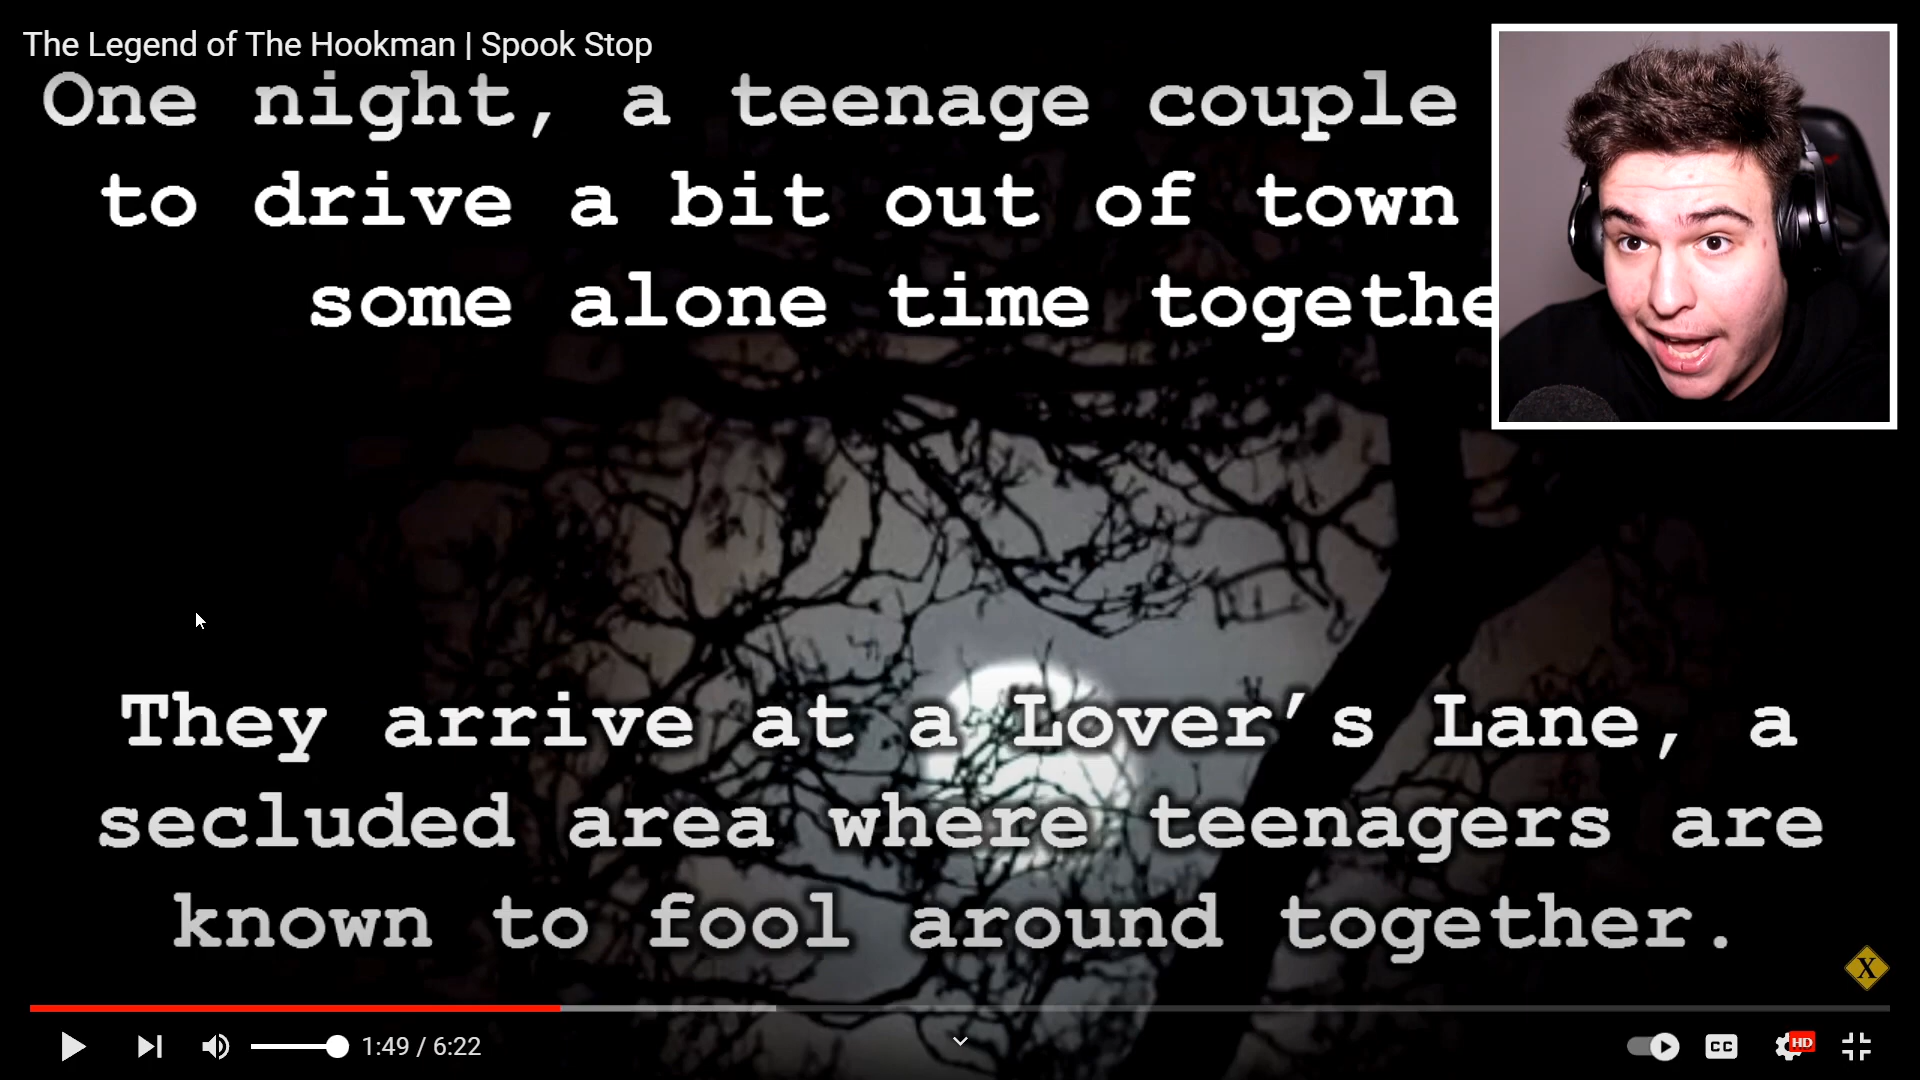 The Legend of The Hookman | Spook Stop
One night, a teenage couple
to drive a bit out of town
some alone time togethe
They arrive at a Lover's Lane, a
secluded area where teenagers are
known to fool around together.
X
1:49 / 6:22
CC
HD